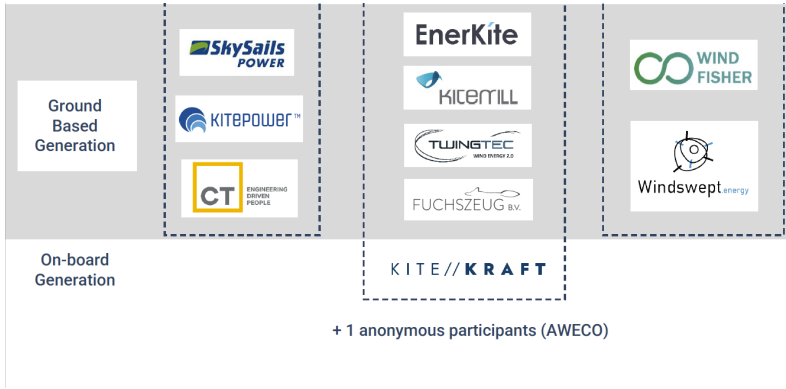 Ground
Based
Generation
SkySails
POWER
KITEPOWER™
CT
ENGINEERING
DRIVEN
PEOPLE
EnerKíte
KITEMILL
TWINGTEC
WIND ENERGY 2.0
FUCHSZEUG B.V.
WIND
FISHER
Windswept.energy
On-board
Generation
KITE//KRAFT
+ 1 anonymous participants (AWECO)